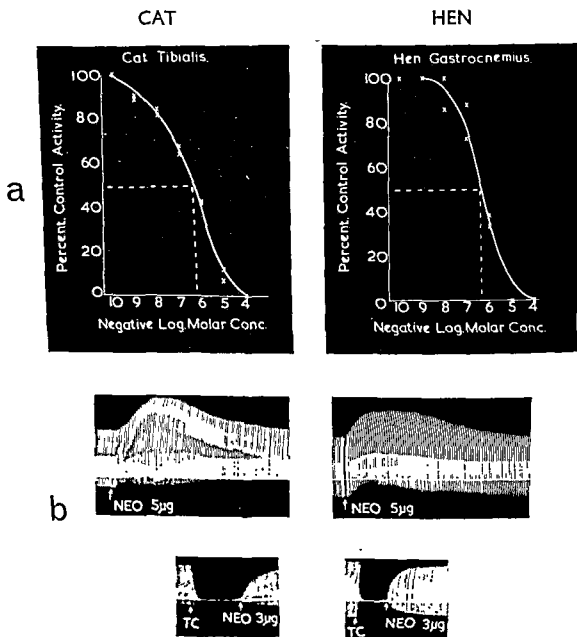 CAT HEN
a
Cat Tibialis.
Percent. Control Activity.
100
80
60
40
20
0
10 9 8 7 6 5 4
Negative Log. Molar Conc.
Hen Gastrocnemius.
Percent. Control Activity.
100
80
60
40
20
0
10 9 8 7 6 5 4
Negative Log. Molar Conc.
b
NEO 5µg
NEO 5µg
TC NEO 3µg
TC NEO 3µg